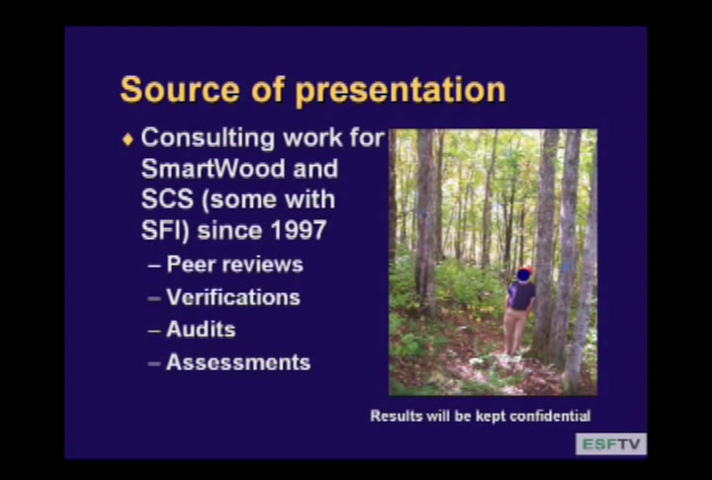 Source of presentation
Consulting work for
SmartWood and
SCS (some with
SFI) since 1997
– Peer reviews
– Verifications
– Audits
– Assessments
Results will be kept confidential
ESFTV